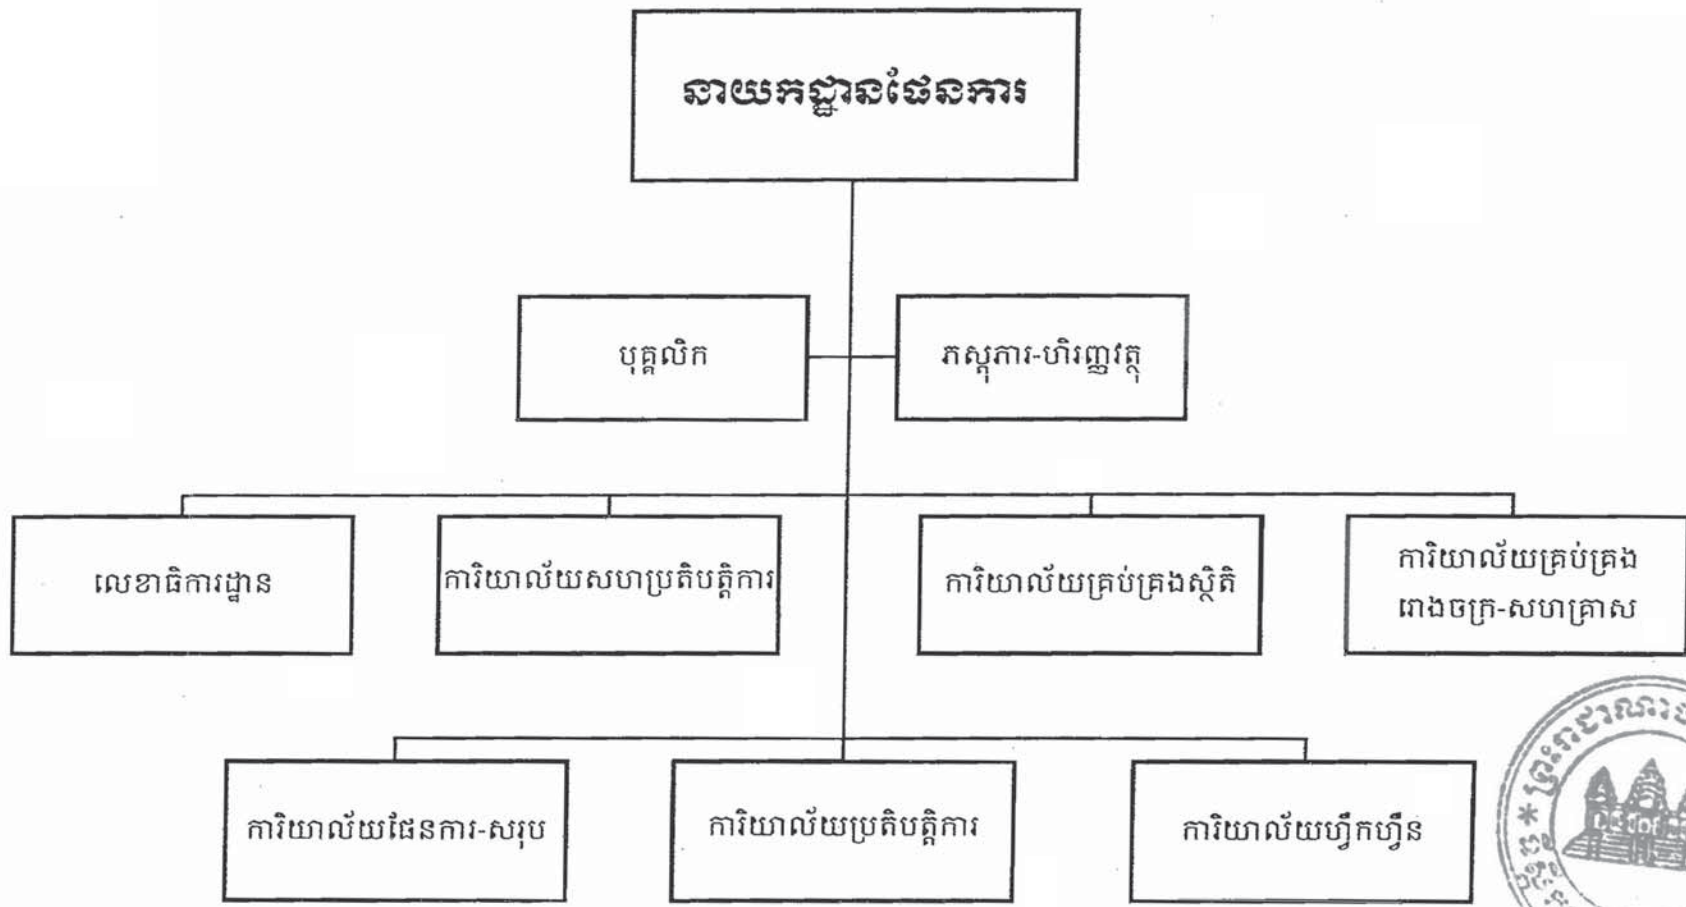 នាយកដ្ឋានផែនការ
បុគ្គលិក
ភស្តុភារ-ហិរញ្ញវត្ថុ
លេខាធិការដ្ឋាន
ការិយាល័យសហប្រតិបត្តិការ
ការិយាល័យគ្រប់គ្រងស្ថិតិ
ការិយាល័យគ្រប់គ្រង
រោងចក្រ-សហគ្រាស
ការិយាល័យផែនការ-សរុប
ការិយាល័យប្រតិបត្តិការ
ការិយាល័យហ្វឹកហ្វឺន